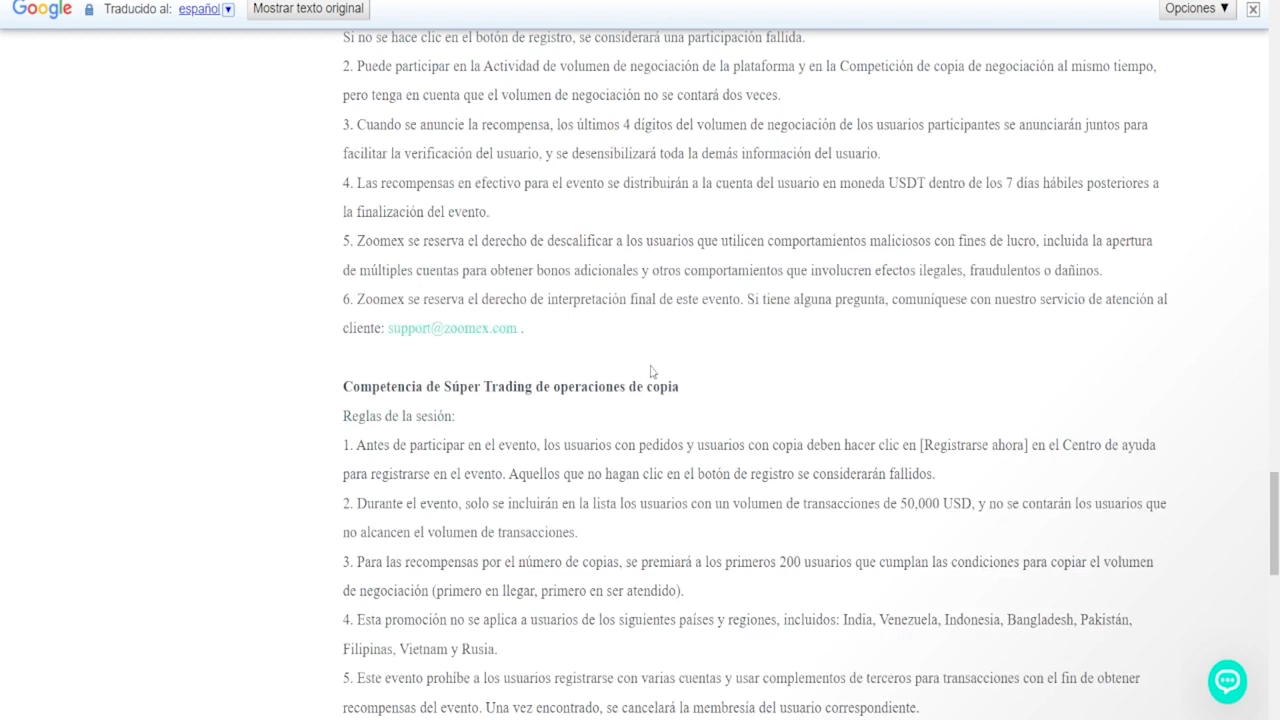 Google Traducido al: español Mostrar texto original Opciones ▼
Si no se hace clic en el botón de registro, se considerará una participación fallida.
2. Puede participar en la Actividad de volumen de negociación de la plataforma y en la Competición de copia de negociación al mismo tiempo,
pero tenga en cuenta que el volumen de negociación no se contará dos veces.
3. Cuando se anuncie la recompensa, los últimos 4 dígitos del volumen de negociación de los usuarios participantes se anunciarán juntos para
facilitar la verificación del usuario, y se desensibilizará toda la demás información del usuario.
4. Las recompensas en efectivo para el evento se distribuirán a la cuenta del usuario en moneda USDT dentro de los 7 días hábiles posteriores a
la finalización del evento.
5. Zoomex se reserva el derecho de descalificar a los usuarios que utilicen comportamientos maliciosos con fines de lucro, incluida la apertura
de múltiples cuentas para obtener bonos adicionales y otros comportamientos que involucren efectos ilegales, fraudulentos o dañinos.
6. Zoomex se reserva el derecho de interpretación final de este evento. Si tiene alguna pregunta, comuníquese con nuestro servicio de atención al
cliente: support@zoomex.com .
Competencia de Súper Trading de operaciones de copia
Reglas de la sesión:
1. Antes de participar en el evento, los usuarios con pedidos y usuarios con copia deben hacer clic en [Registrarse ahora] en el Centro de ayuda
para registrarse en el evento. Aquellos que no hagan clic en el botón de registro se considerarán fallidos.
2. Durante el evento, solo se incluirán en la lista los usuarios con un volumen de transacciones de 50,000 USD, y no se contarán los usuarios que
no alcancen el volumen de transacciones.
3. Para las recompensas por el número de copias, se premiará a los primeros 200 usuarios que cumplan las condiciones para copiar el volumen
de negociación (primero en llegar, primero en ser atendido).
4. Esta promoción no se aplica a usuarios de los siguientes países y regiones, incluidos: India, Venezuela, Indonesia, Bangladesh, Pakistán,
Filipinas, Vietnam y Rusia.
5. Este evento prohíbe a los usuarios registrarse con varias cuentas y usar complementos de terceros para transacciones con el fin de obtener
recompensas del evento. Una vez encontrado, se cancelará la membresía del usuario correspondiente.